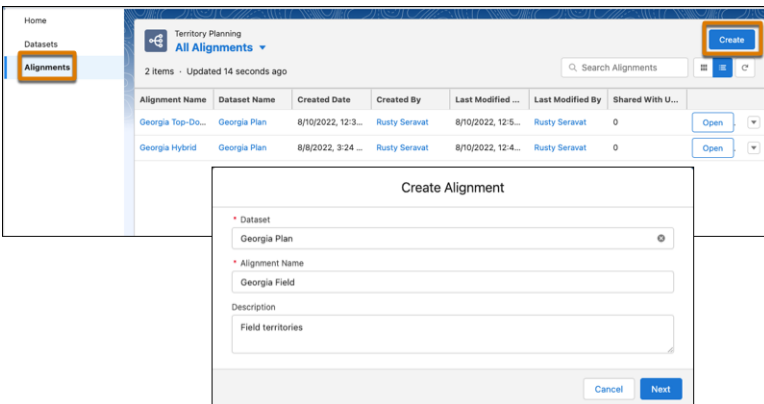 Home
Datasets
Alignments
Territory Planning
All Alignments
Create
2 items · Updated 14 seconds ago
Search Alignments
Alignment Name Dataset Name Created Date Created By Last Modified ... Last Modified By Shared With U...
Georgia Top-Do... Georgia Plan 8/10/2022, 12:3... Rusty Seravat 8/10/2022, 12:5... Rusty Seravat 0 Open
Georgia Hybrid Georgia Plan 8/8/2022, 3:24 ... Rusty Seravat 8/10/2022, 12:4... Rusty Seravat 0 Open
Create Alignment
* Dataset
Georgia Plan
* Alignment Name
Georgia Field
Description
Field territories
Cancel Next